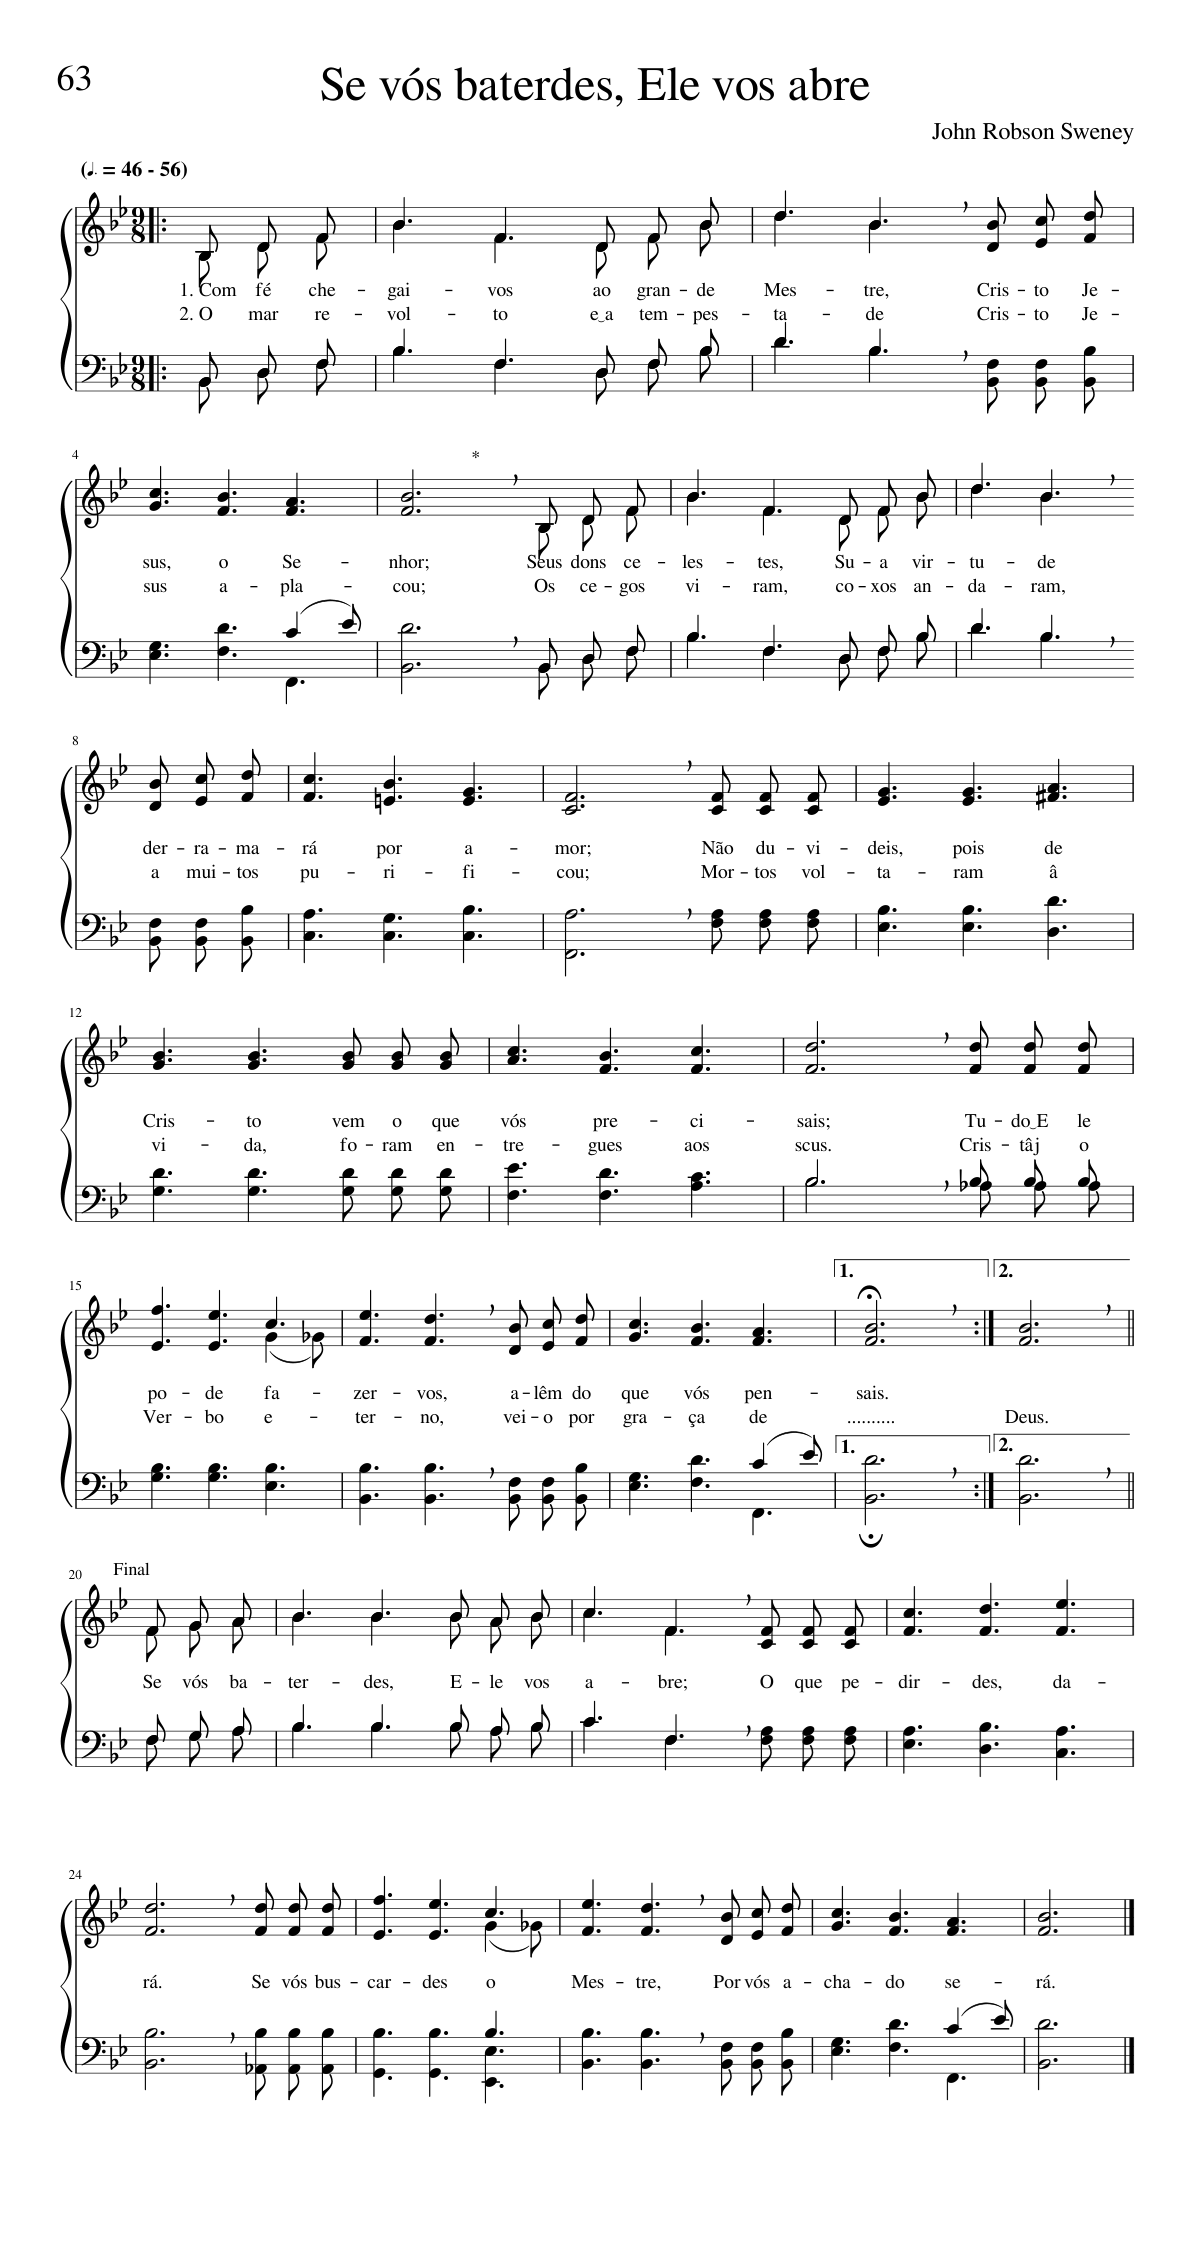 63
Se vós baterdes, Ele vos abre
John Robson Sweney
(♩. = 46 - 56)
1. Com fé che - gai - vos ao gran - de Mes - tre, Cris - to Je -
2. O mar re - vol - to e‿a tem - pes - ta - de Cris - to Je -
4
*
sus, o Se - nhor; Seus dons ce - les - tes, Su - a vir - tu - de
sus a - pla - cou; Os ce - gos vi - ram, co - xos an - da - ram,
8
der - ra - ma - rá por a - mor; Não du - vi - deis, pois de
a mui - tos pu - ri - fi - cou; Mor - tos vol - ta - ram â
12
Cris - to vem o que vós pre - ci - sais; Tu - do‿E le
vi - da, fo - ram en - tre - gues aos scus. Cris - tâj o
15
1. 2.
po - de fa - zer - vos, a - lêm do que vós pen - sais.
Ver - bo e - ter - no, vei - o por gra - ça de .......... Deus.
1. 2.
20 Final
Se vós ba - ter - des, E - le vos a - bre; O que pe - dir - des, da -
24
rá. Se vós bus - car - des o Mes - tre, Por vós a - cha - do se - rá.